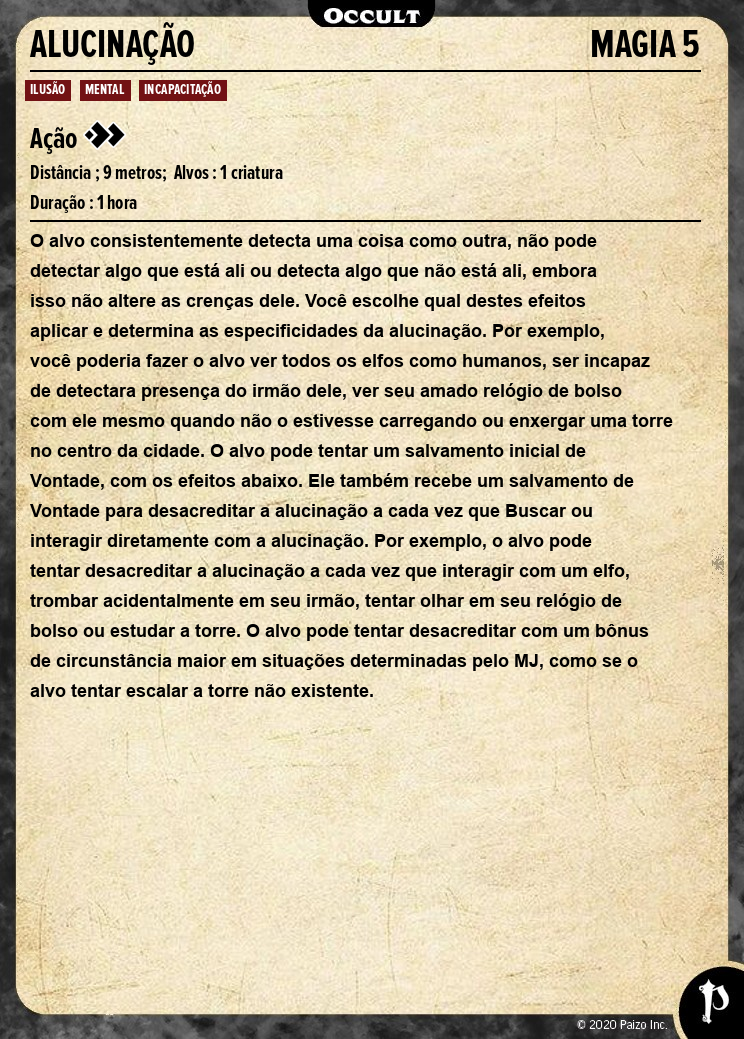 OCCULT
ALUCINAÇÃO MAGIA 5
ILUSÃO MENTAL INCAPACITAÇÃO
Ação
Distância ; 9 metros; Alvos : 1 criatura
Duração : 1 hora
O alvo consistentemente detecta uma coisa como outra, não pode
detectar algo que está ali ou detecta algo que não está ali, embora
isso não altere as crenças dele. Você escolhe qual destes efeitos
aplicar e determina as especificidades da alucinação. Por exemplo,
você poderia fazer o alvo ver todos os elfos como humanos, ser incapaz
de detectara presença do irmão dele, ver seu amado relógio de bolso
com ele mesmo quando não o estivesse carregando ou enxergar uma torre
no centro da cidade. O alvo pode tentar um salvamento inicial de
Vontade, com os efeitos abaixo. Ele também recebe um salvamento de
Vontade para desacreditar a alucinação a cada vez que Buscar ou
interagir diretamente com a alucinação. Por exemplo, o alvo pode
tentar desacreditar a alucinação a cada vez que interagir com um elfo,
trombar acidentalmente em seu irmão, tentar olhar em seu relógio de
bolso ou estudar a torre. O alvo pode tentar desacreditar com um bônus
de circunstância maior em situações determinadas pelo MJ, como se o
alvo tentar escalar a torre não existente.
© 2020 Paizo Inc.
P